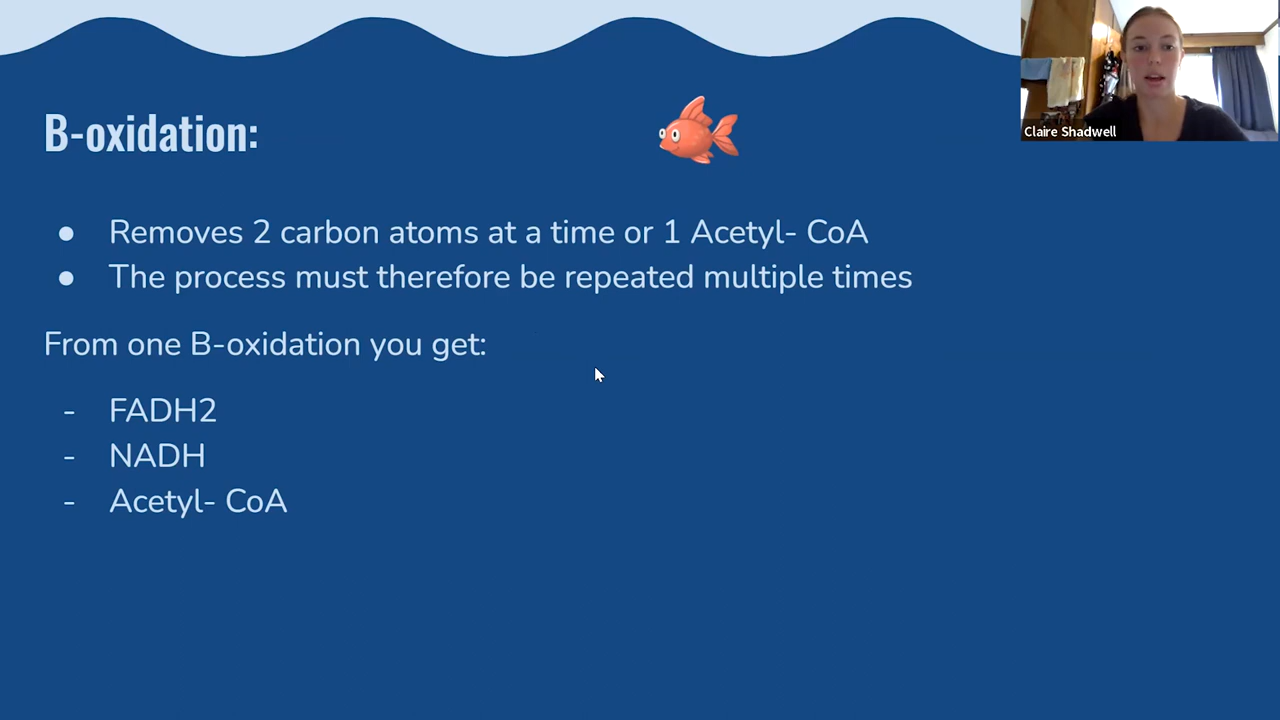 Claire Shadwell
B-oxidation:
● Removes 2 carbon atoms at a time or 1 Acetyl- CoA
● The process must therefore be repeated multiple times
From one B-oxidation you get:
- FADH2
- NADH
- Acetyl- CoA